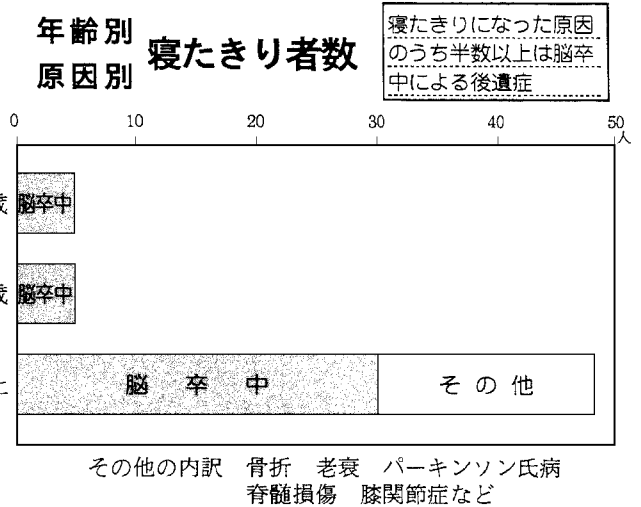 年齢別
原因別
寝たきり者数
寝たきりになった原因
のうち半数以上は脳卒
中による後遺症
0 10 20 30 40 50
人
歳 脳卒中
歳 脳卒中
脳卒中 その他
その他の内訳 骨折 老衰 パーキンソン氏病
脊髄損傷 膝関節症など